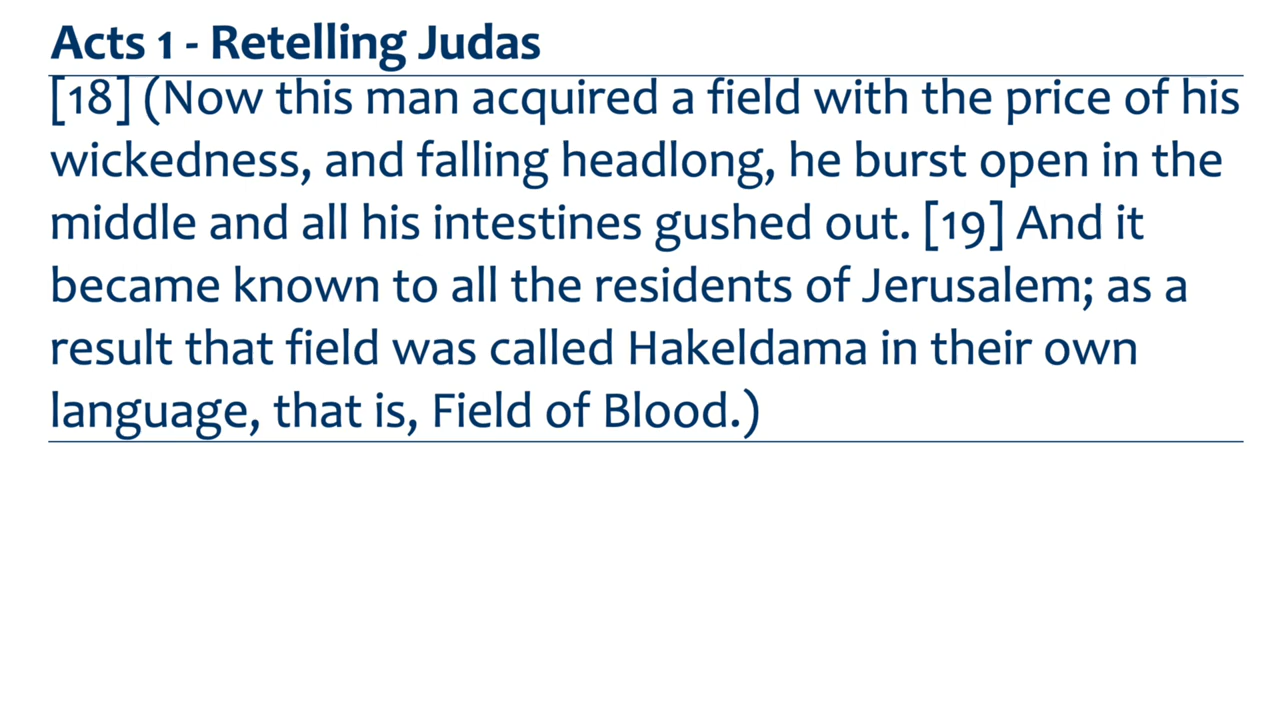 Acts 1 - Retelling Judas
[18] (Now this man acquired a field with the price of his
wickedness, and falling headlong, he burst open in the
middle and all his intestines gushed out. [19] And it
became known to all the residents of Jerusalem; as a
result that field was called Hakeldama in their own
language, that is, Field of Blood.)